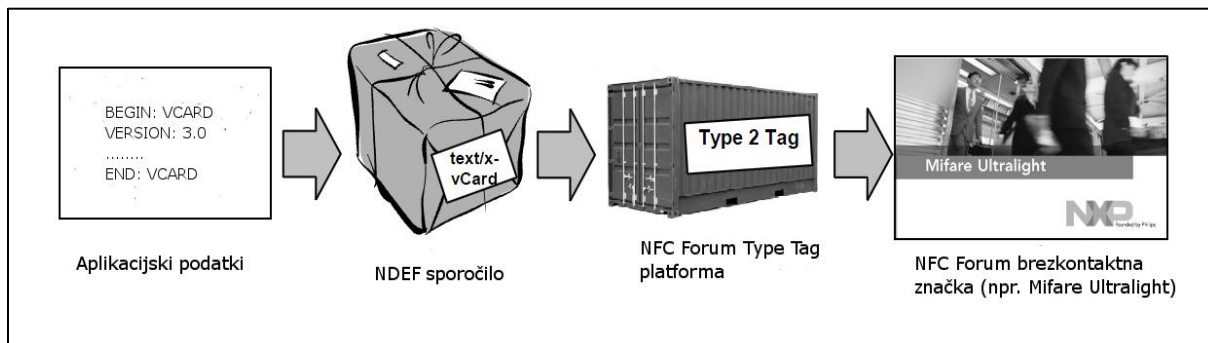 BEGIN: VCARD
VERSION: 3.0
........
END: VCARD
Aplikacijski podatki
text/x-
vCard
NDEF sporočilo
Type 2 Tag
NFC Forum Type Tag
platforma
Mifare Ultralight
NXP
founded by Philips
NFC Forum brezkontaktna
značka (npr. Mifare Ultralight)